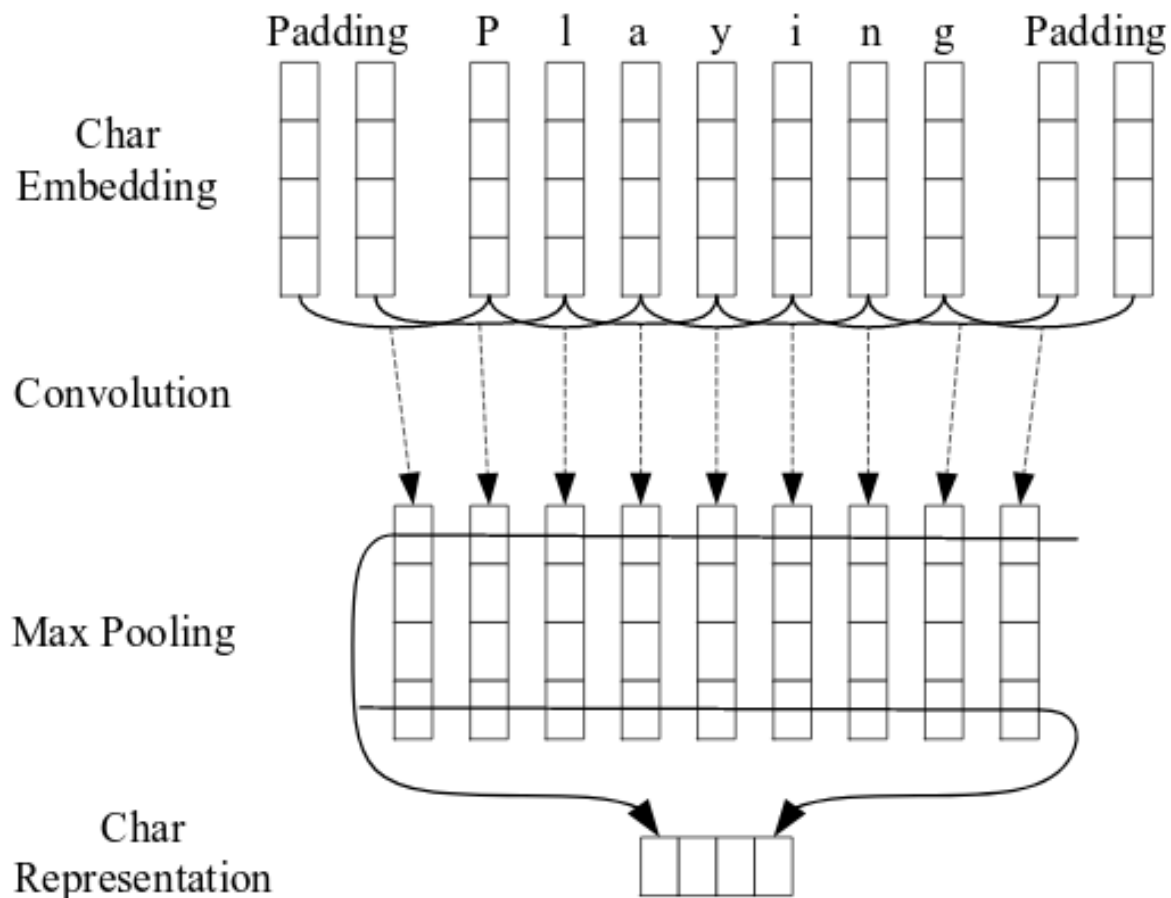 Padding P l a y i n g Padding
Char
Embedding
Convolution
Max Pooling
Char
Representation